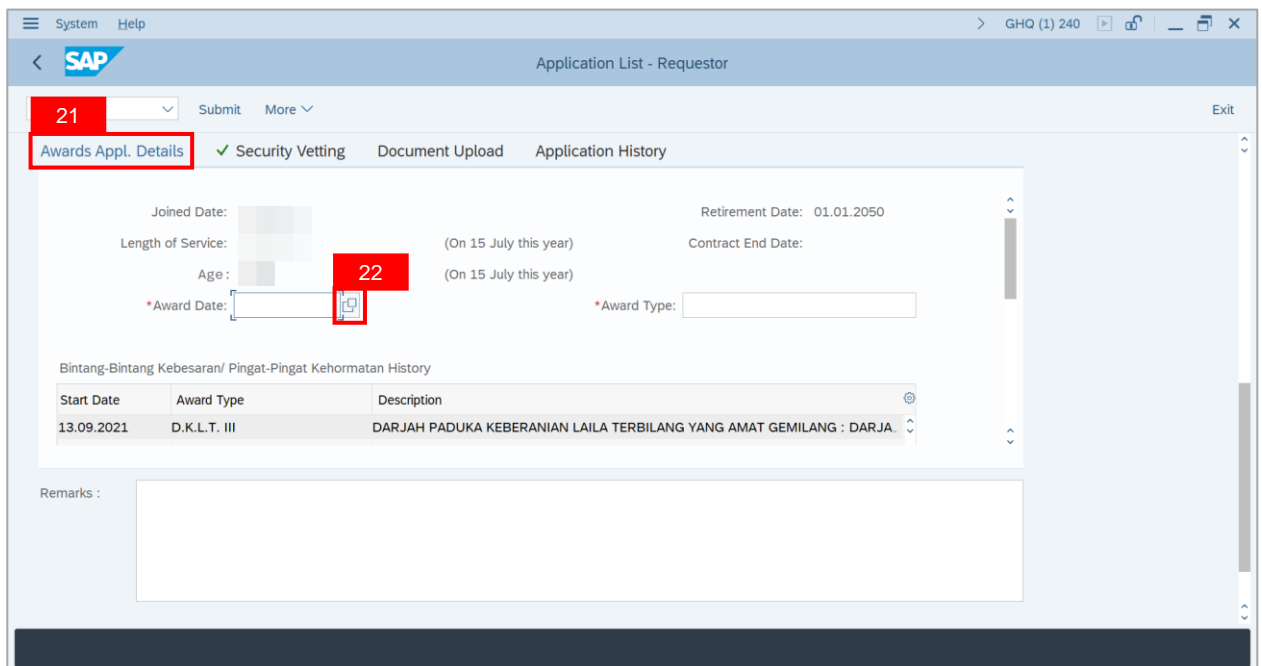 System Help GHQ (1) 240
SAP Application List - Requestor
21 Submit More Exit
Awards Appl. Details Security Vetting Document Upload Application History
Joined Date: Retirement Date: 01.01.2050
Length of Service: (On 15 July this year) Contract End Date:
Age : 22 (On 15 July this year)
*Award Date: *Award Type:
Bintang-Bintang Kebesaran/ Pingat-Pingat Kehormatan History
Start Date Award Type Description
13.09.2021 D.K.L.T. III DARJAH PADUKA KEBERANIAN LAILA TERBILANG YANG AMAT GEMILANG : DARJA..
Remarks :